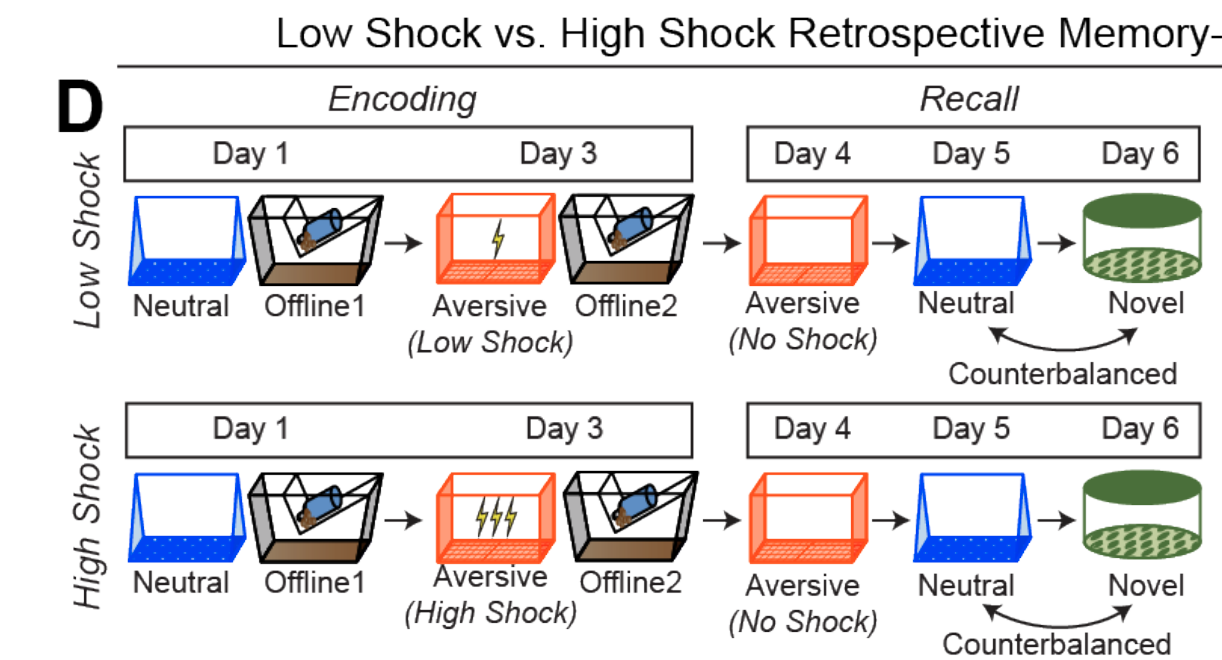 Low Shock vs. High Shock Retrospective Memory-
D
Encoding
Recall
Low Shock
Day 1
Day 3
Day 4
Day 5
Day 6
Neutral
Offline1
Aversive
(Low Shock)
Offline2
Aversive
(No Shock)
Neutral
Novel
Counterbalanced
High Shock
Day 1
Day 3
Day 4
Day 5
Day 6
Neutral
Offline1
Aversive
(High Shock)
Offline2
Aversive
(No Shock)
Neutral
Novel
Counterbalanced